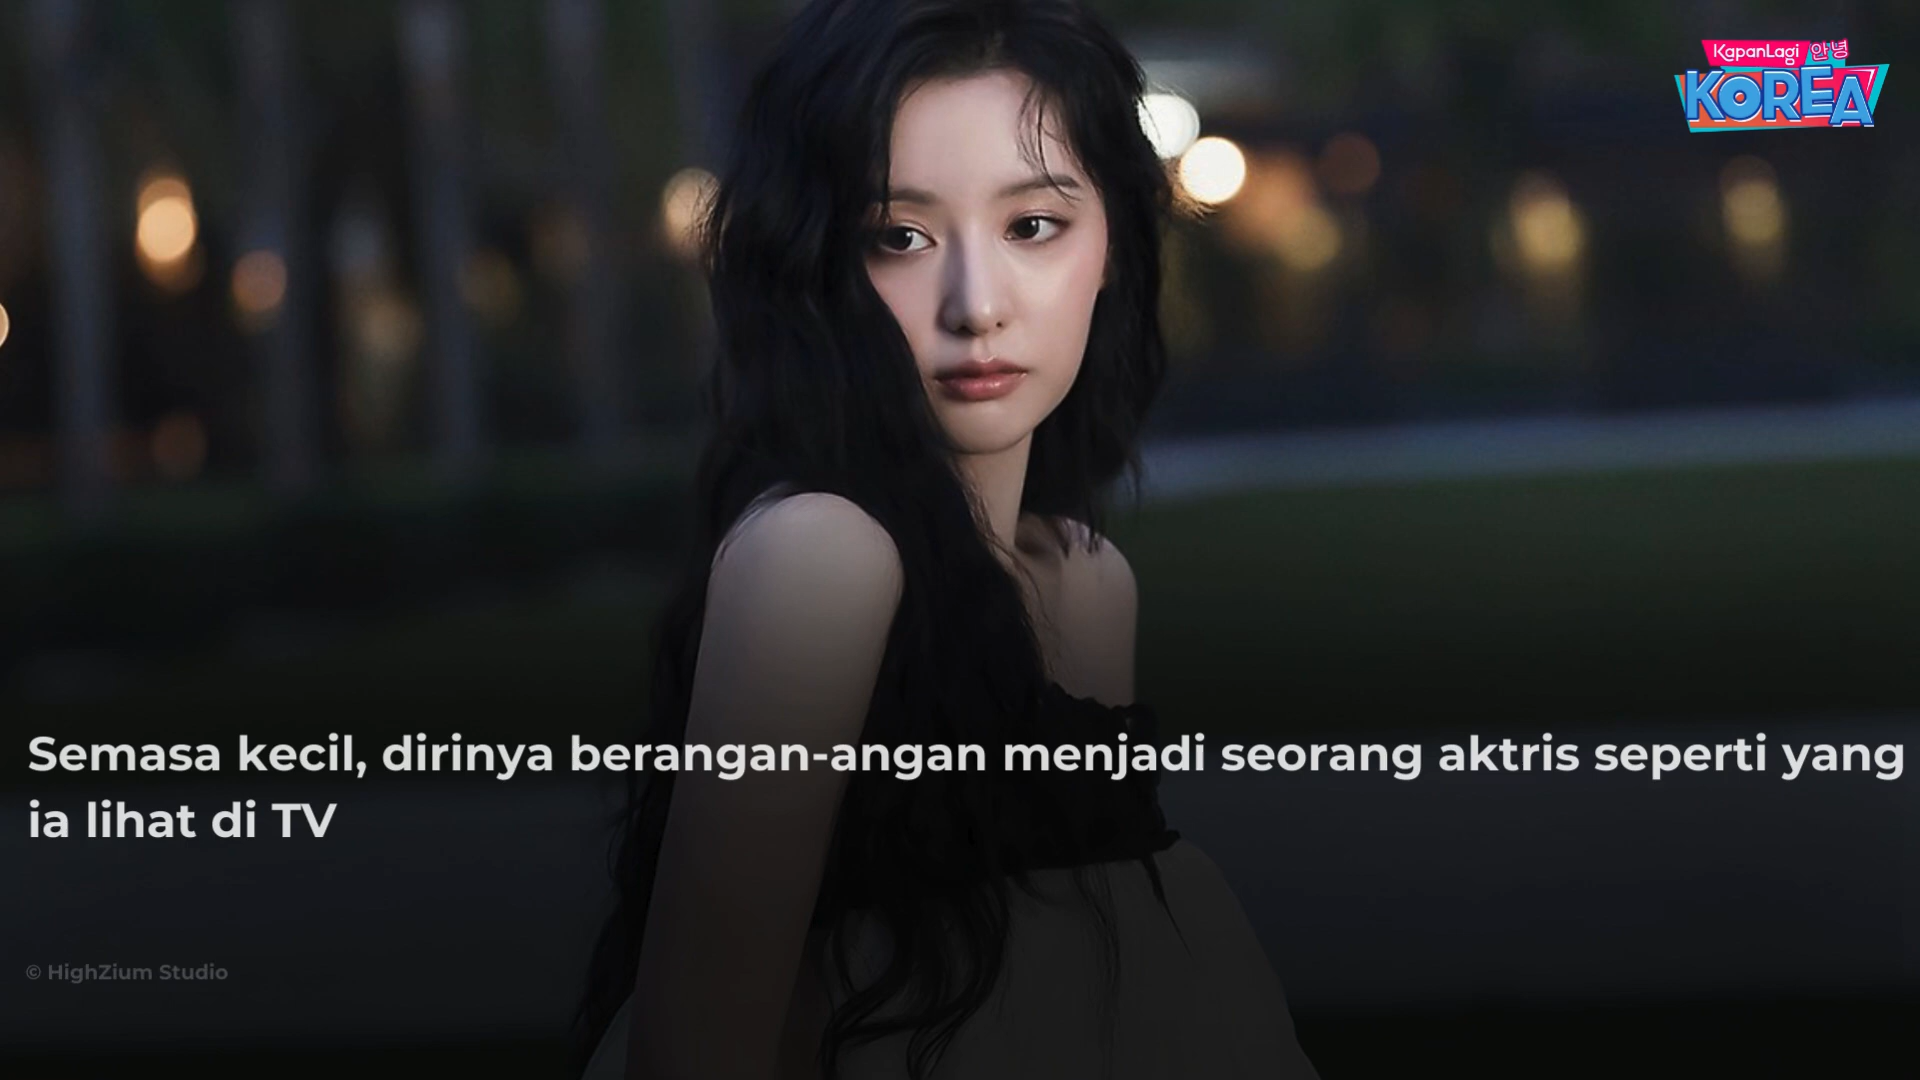 KapanLagi 안녕
KOREA
Semasa kecil, dirinya berangan-angan menjadi seorang aktris seperti yang
ia lihat di TV
© HighZium Studio